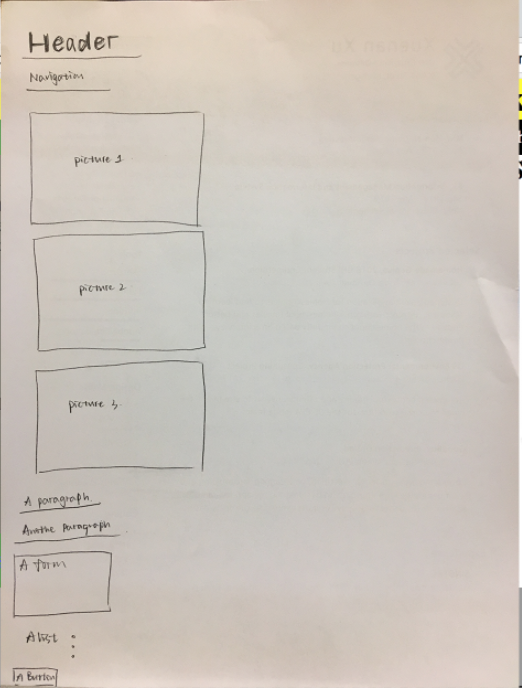 Header
Navigation
picture 1
picture 2
picture 3
A paragraph
Anothe paragraph
A form
A list
A Button